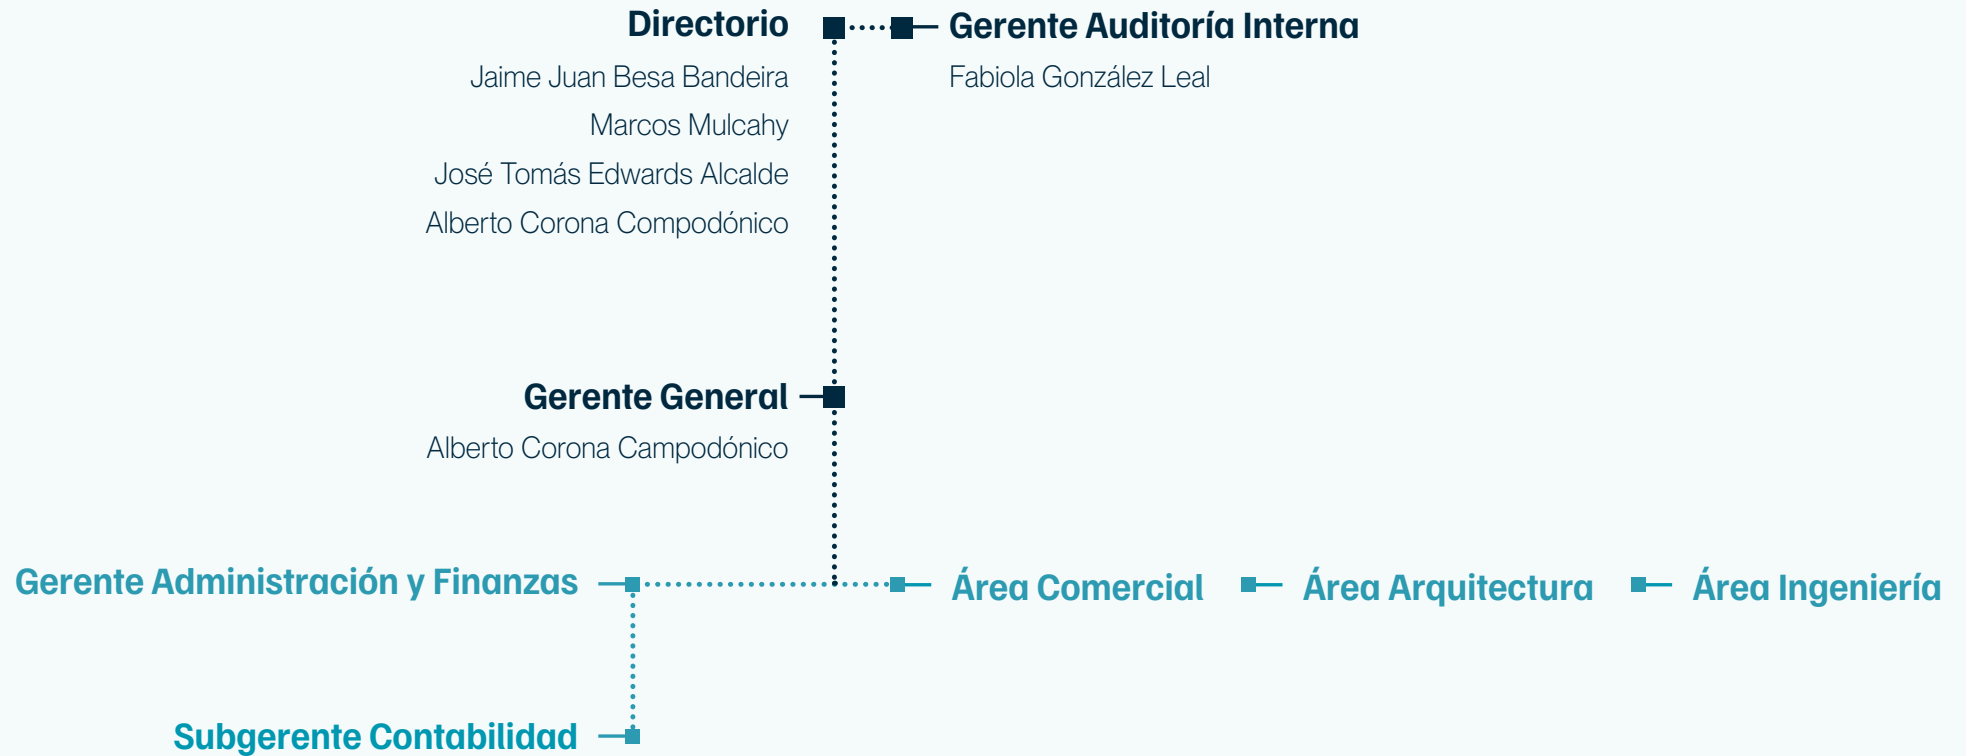 Directorio
Jaime Juan Besa Bandeira
Marcos Mulcahy
José Tomás Edwards Alcalde
Alberto Corona Compodónico
Gerente Auditoría Interna
Fabiola González Leal
Gerente General
Alberto Corona Campodónico
Gerente Administración y Finanzas
Área Comercial
Área Arquitectura
Área Ingeniería
Subgerente Contabilidad